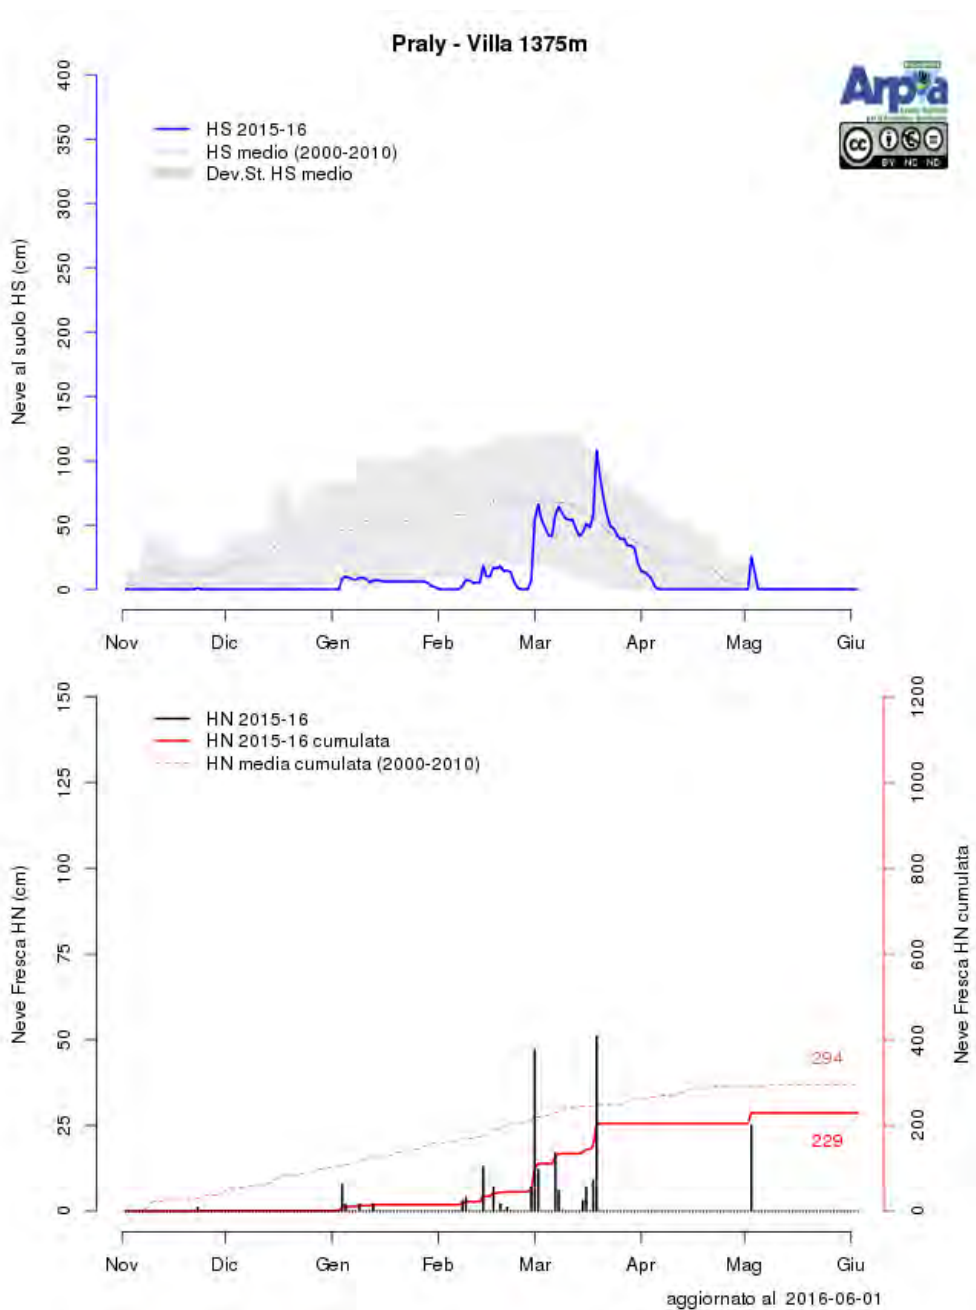 Praly - Villa 1375m
Arpa
cc
BY NC ND
HS 2015-16
HS medio (2000-2010)
Dev.St. HS medio
Neve al suolo HS (cm)
400
350
300
250
200
150
100
50
0
Nov Dic Gen Feb Mar Apr Mag Giu
HN 2015-16
HN 2015-16 cumulata
HN media cumulata (2000-2010)
Neve Fresca HN (cm)
150
125
100
75
50
25
0
1200
1000
800
600
400
200
0
Neve Fresca HN cumulata
294
229
Nov Dic Gen Feb Mar Apr Mag Giu
aggiornato al 2016-06-01